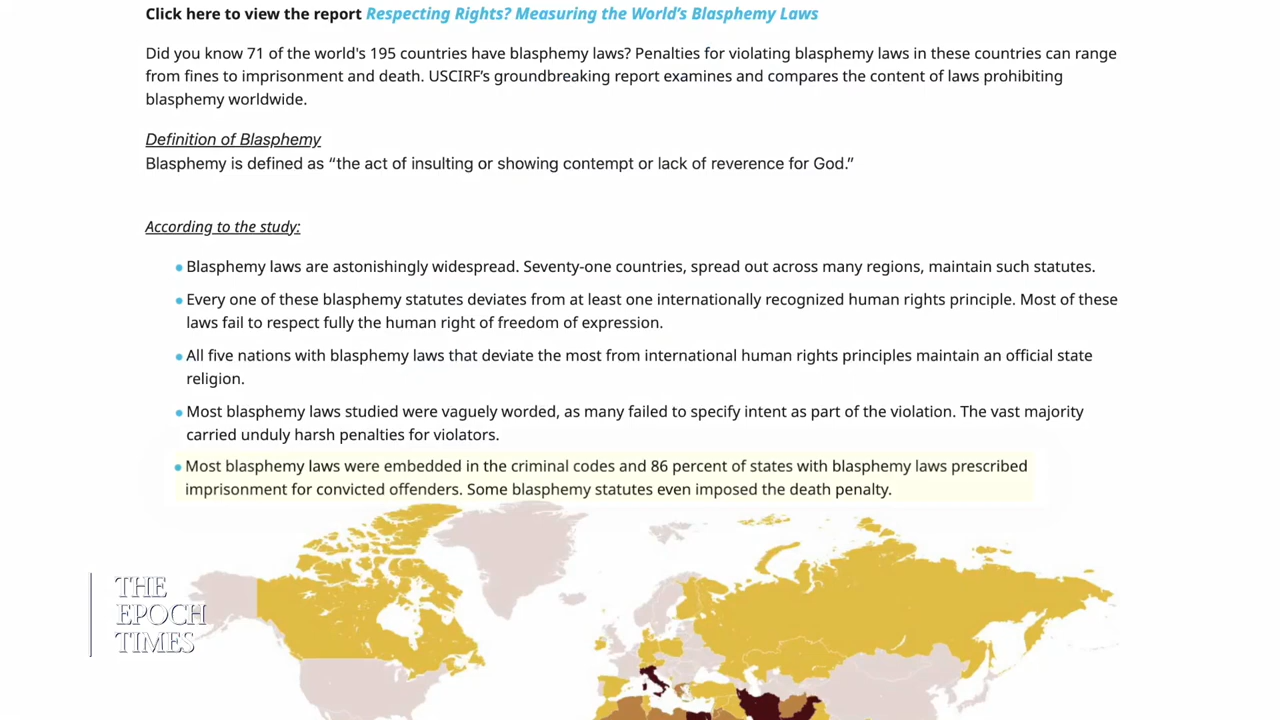 Click here to view the report Respecting Rights? Measuring the World's Blasphemy Laws
Did you know 71 of the world's 195 countries have blasphemy laws? Penalties for violating blasphemy laws in these countries can range
from fines to imprisonment and death. USCIRF's groundbreaking report examines and compares the content of laws prohibiting
blasphemy worldwide.
Definition of Blasphemy
Blasphemy is defined as “the act of insulting or showing contempt or lack of reverence for God.”
According to the study:
• Blasphemy laws are astonishingly widespread. Seventy-one countries, spread out across many regions, maintain such statutes.
• Every one of these blasphemy statutes deviates from at least one internationally recognized human rights principle. Most of these
laws fail to respect fully the human right of freedom of expression.
• All five nations with blasphemy laws that deviate the most from international human rights principles maintain an official state
religion.
• Most blasphemy laws studied were vaguely worded, as many failed to specify intent as part of the violation. The vast majority
carried unduly harsh penalties for violators.
• Most blasphemy laws were embedded in the criminal codes and 86 percent of states with blasphemy laws prescribed
imprisonment for convicted offenders. Some blasphemy statutes even imposed the death penalty.
THE
EPOCH
TIMES